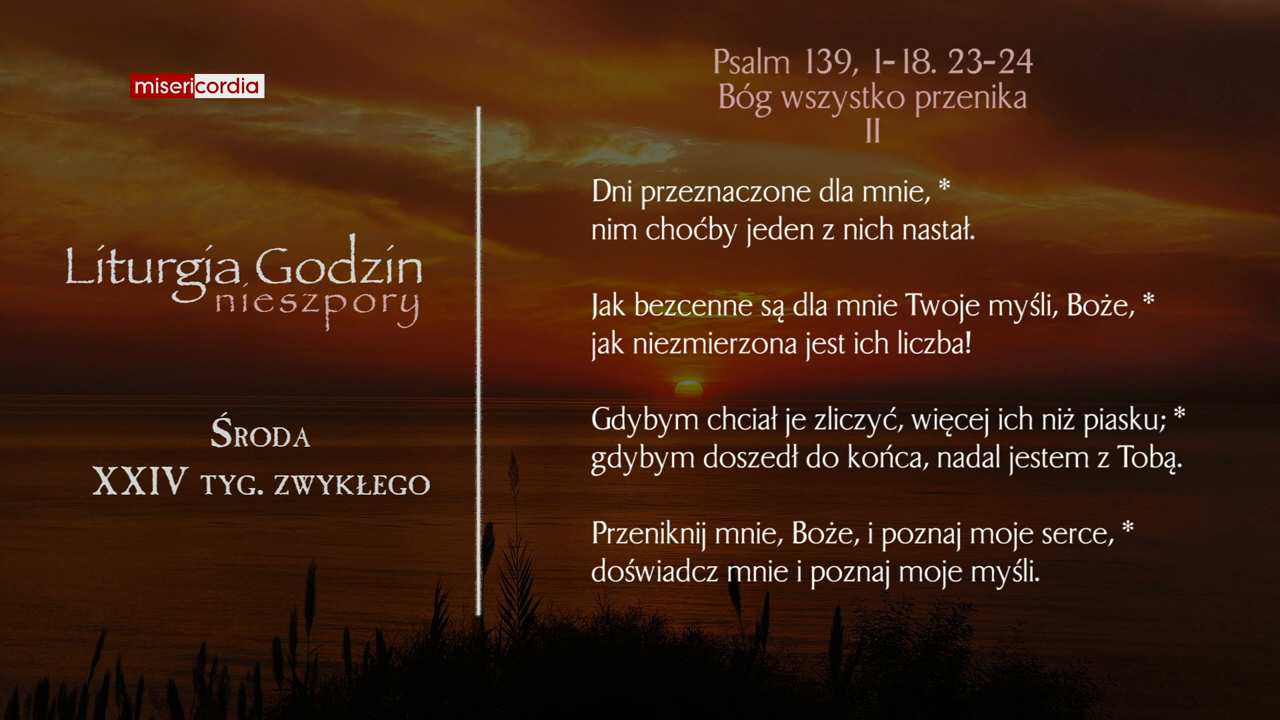 misericordia
Liturgia Godzin
nieszpory
Środa
XXIV tyg. zwykłego
Psalm 139, 1-18. 23-24
Bóg wszystko przenika
II
Dni przeznaczone dla mnie, *
nim choćby jeden z nich nastał.
Jak bezcenne są dla mnie Twoje myśli, Boże, *
jak niezmierzona jest ich liczba!
Gdybym chciał je zliczyć, więcej ich niż piasku; *
gdybym doszedł do końca, nadal jestem z Tobą.
Przeniknij mnie, Boże, i poznaj moje serce, *
doświadcz mnie i poznaj moje myśli.